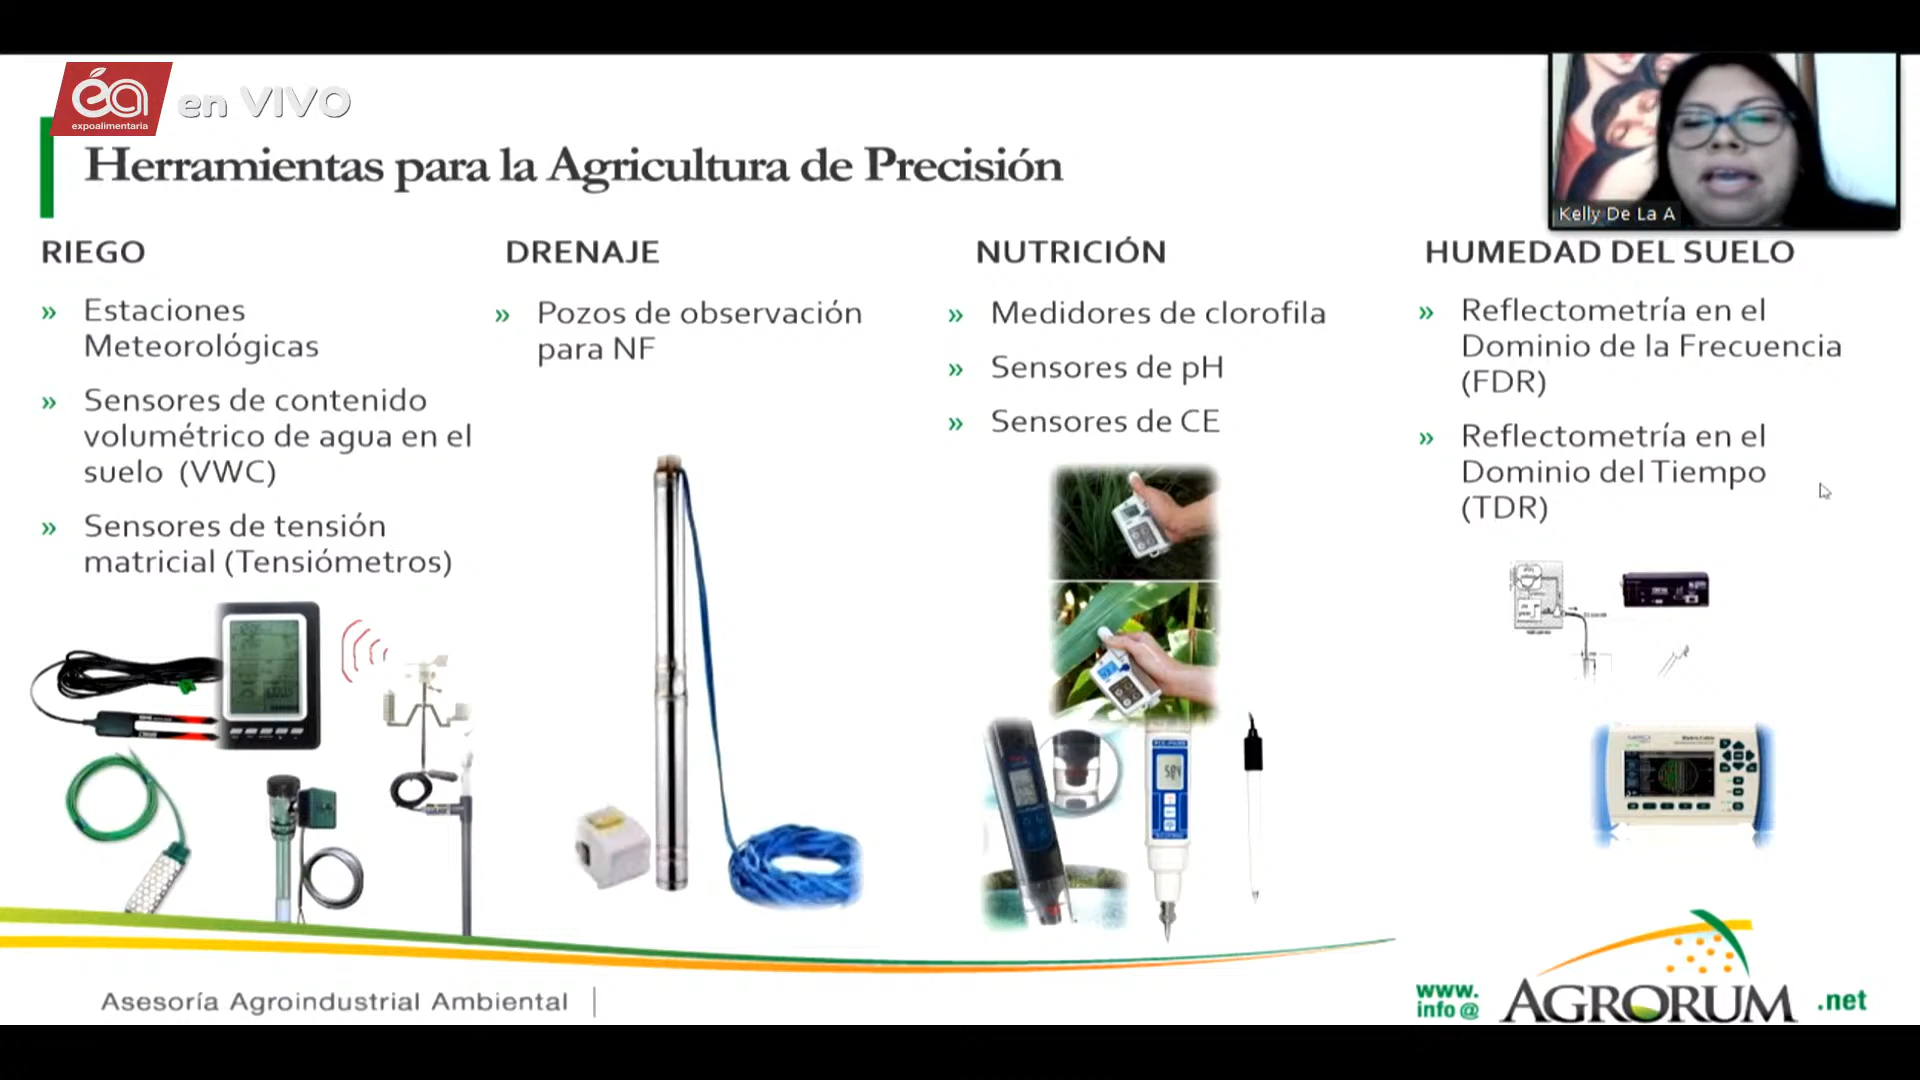 éa
expoalimentaria
en VIVO
Herramientas para la Agricultura de Precisión
Kelly De La A
RIEGO
» Estaciones
Meteorológicas
» Sensores de contenido
volumétrico de agua en el
suelo (VWC)
» Sensores de tensión
matricial (Tensiómetros)
DRENAJE
» Pozos de observación
para NF
NUTRICIÓN
» Medidores de clorofila
» Sensores de pH
» Sensores de CE
HUMEDAD DEL SUELO
» Reflectometría en el
Dominio de la Frecuencia
(FDR)
» Reflectometría en el
Dominio del Tiempo
(TDR)
Asesoría Agroindustrial Ambiental
www.
info@
AGRORUM
.net